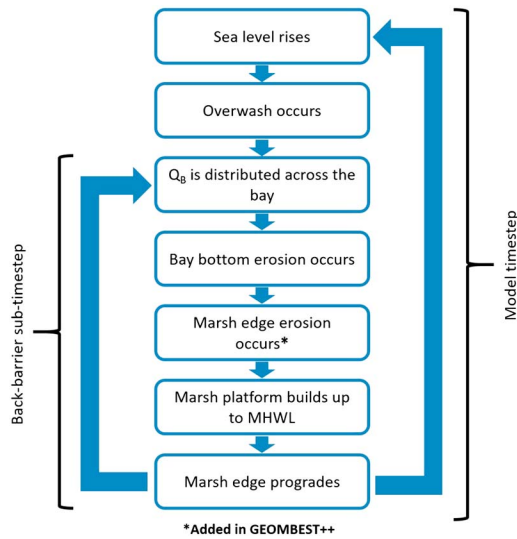 Sea level rises
Overwash occurs
Q_B is distributed across the
bay
Bay bottom erosion occurs
Marsh edge erosion
occurs*
Marsh platform builds up
to MHWL
Marsh edge progrades
*Added in GEOMBEST++
Back-barrier sub-timestep
Model timestep